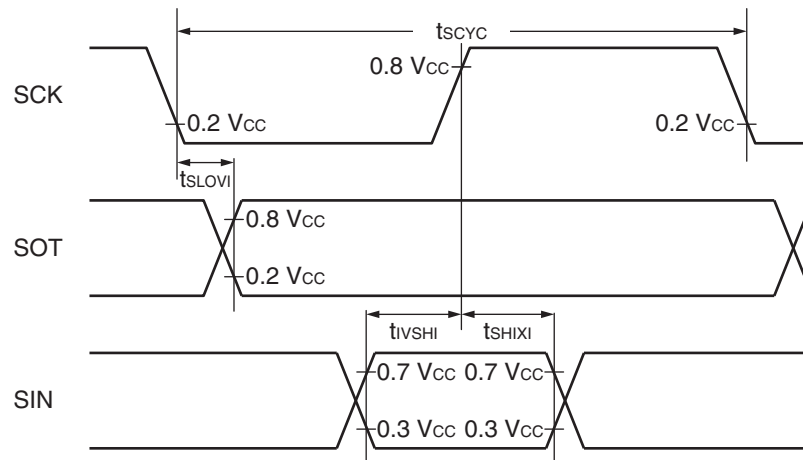 tSCYC
SCK
0.8 VCC
0.2 VCC
0.2 VCC
tSLOVI
SOT
0.8 VCC
0.2 VCC
tIVSHI
tSHIXI
SIN
0.7 VCC 0.7 VCC
0.3 VCC 0.3 VCC